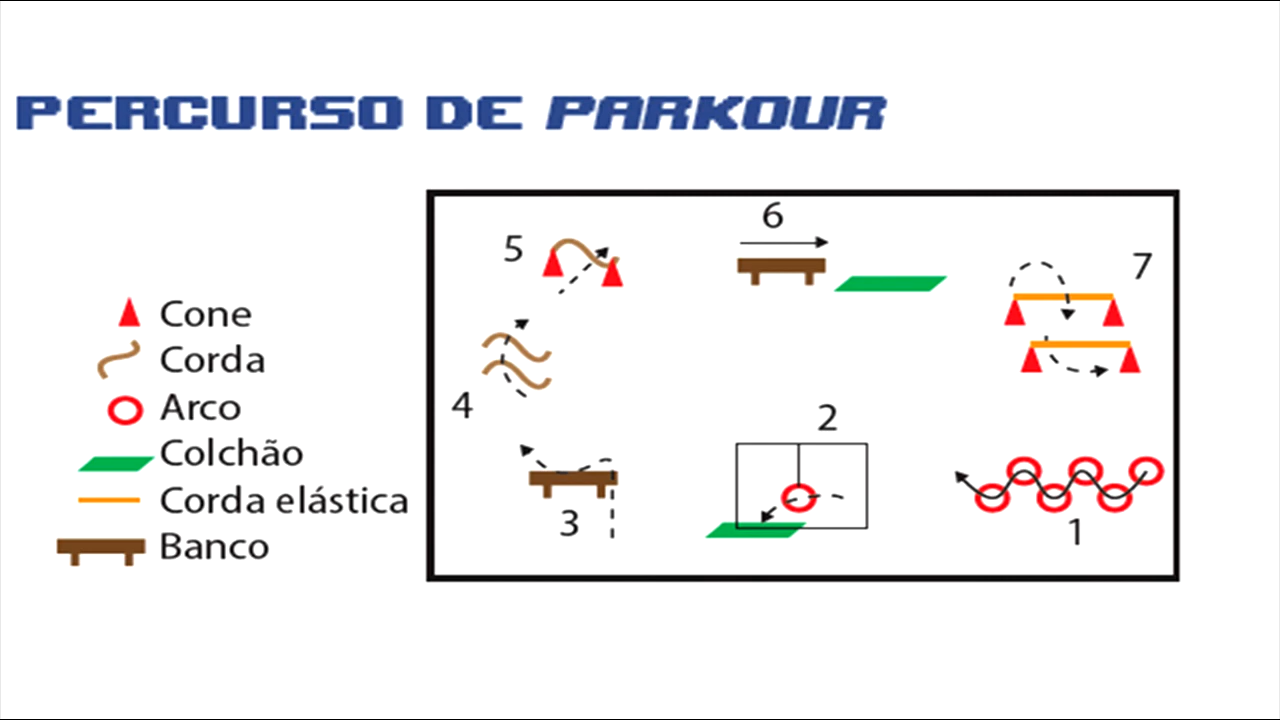 PERCURSO DE PARKOUR
Cone
Corda
Arco
Colchão
Corda elástica
Banco
5
6
7
4
3
2
1